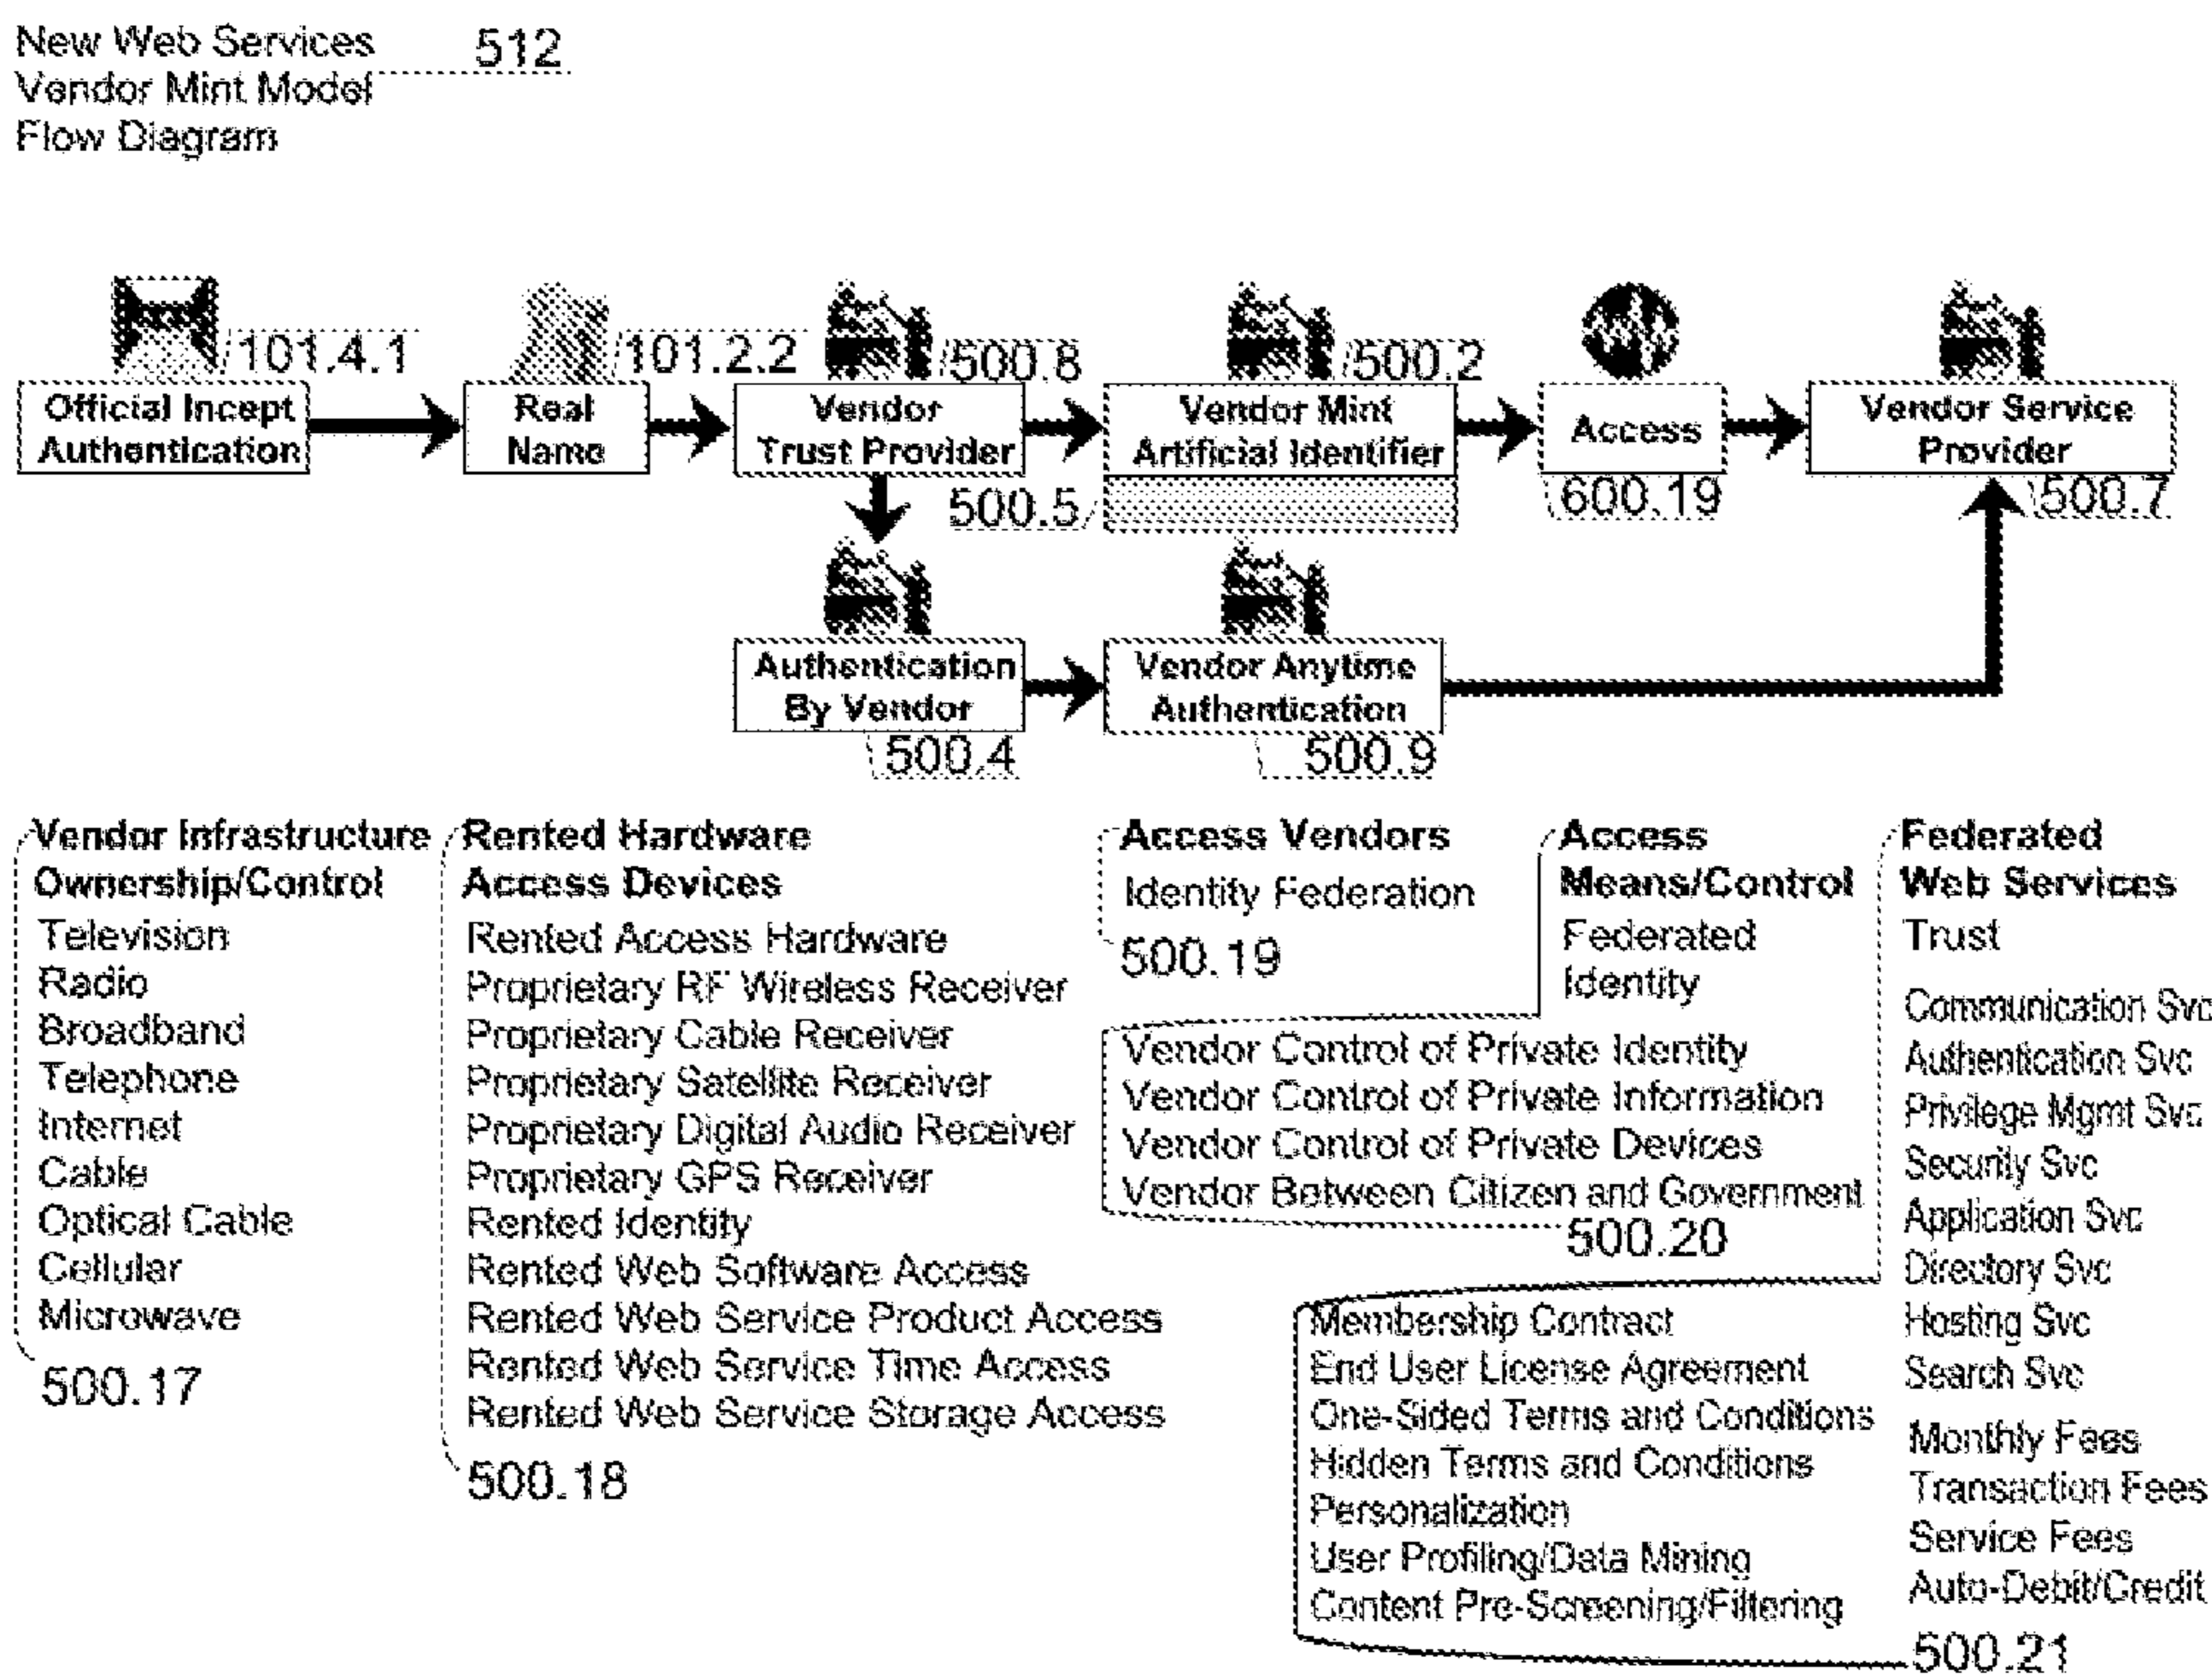 New Web Services
Vendor Mint Model
Flow Diagram
512
101.4.1
101.2.2
500.8
500.2
Official Incept
Authentication
Real
Name
Vendor
Trust Provider
Vendor Mint
Artificial Identifier
Access
Vendor Service
Provider
500.5
600.19
500.7
Authentication
By Vendor
Vendor Anytime
Authentication
500.4
500.9
Vendor Infrastructure
Ownership/Control
Television
Radio
Broadband
Telephone
Internet
Cable
Optical Cable
Cellular
Microwave
500.17
Rented Hardware
Access Devices
Rented Access Hardware
Proprietary RF Wireless Receiver
Proprietary Cable Receiver
Proprietary Satellite Receiver
Proprietary Digital Audio Receiver
Proprietary GPS Receiver
Rented Identity
Rented Web Software Access
Rented Web Service Product Access
Rented Web Service Time Access
Rented Web Service Storage Access
500.18
Access Vendors
Identity Federation
500.19
Access
Means/Control
Federated
Identity
Vendor Control of Private Identity
Vendor Control of Private Information
Vendor Control of Private Devices
Vendor Between Citizen and Government
500.20
Federated
Web Services
Trust
Communication Svc
Authentication Svc
Privilege Mgmt Svc
Security Svc
Application Svc
Directory Svc
Hosting Svc
Search Svc
Monthly Fees
Transaction Fees
Service Fees
Auto-Debit/Credit
Membership Contract
End User License Agreement
One-Sided Terms and Conditions
Hidden Terms and Conditions
Personalization
User Profiling/Data Mining
Content Pre-Screening/Filtering
500.21